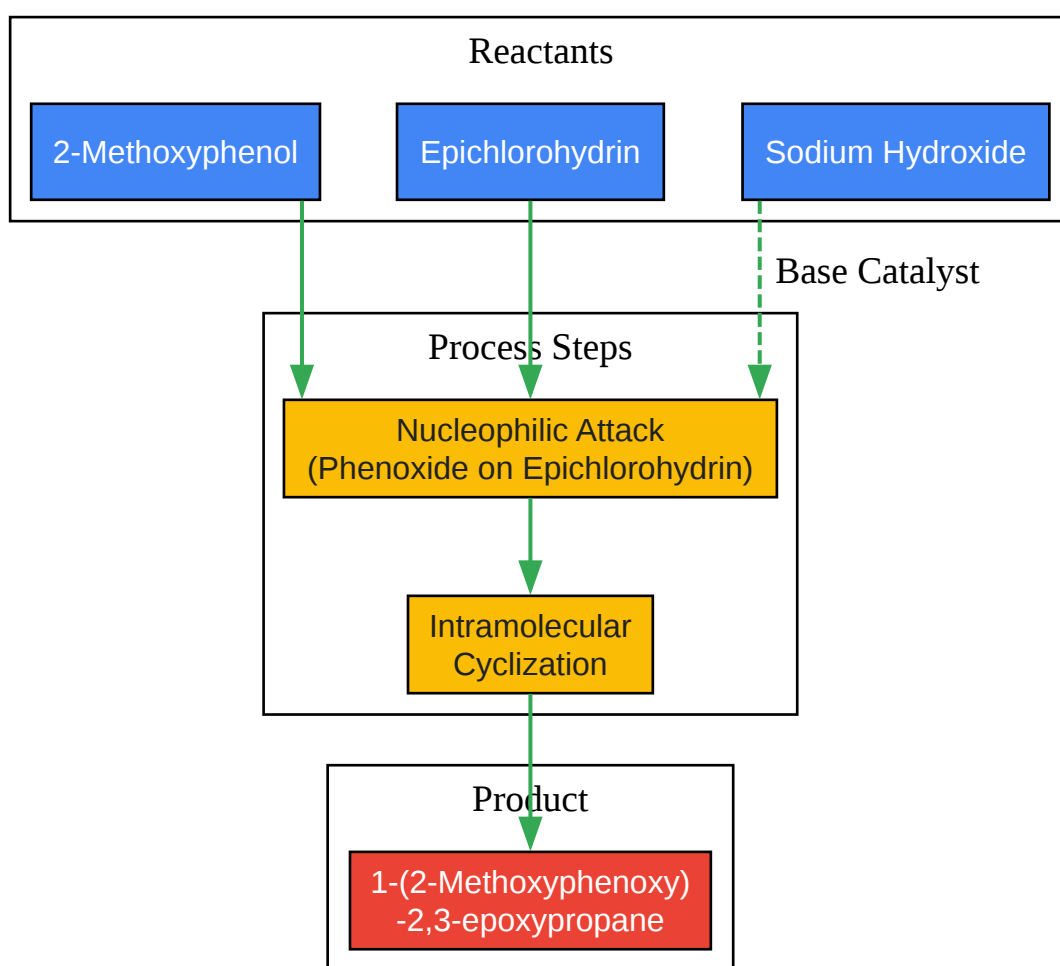 Reactants
2-Methoxyphenol
Epichlorohydrin
Sodium Hydroxide
Base Catalyst
Process Steps
Nucleophilic Attack
(Phenoxide on Epichlorohydrin)
Intramolecular
Cyclization
Product
1-(2-Methoxyphenoxy)
-2,3-epoxypropane